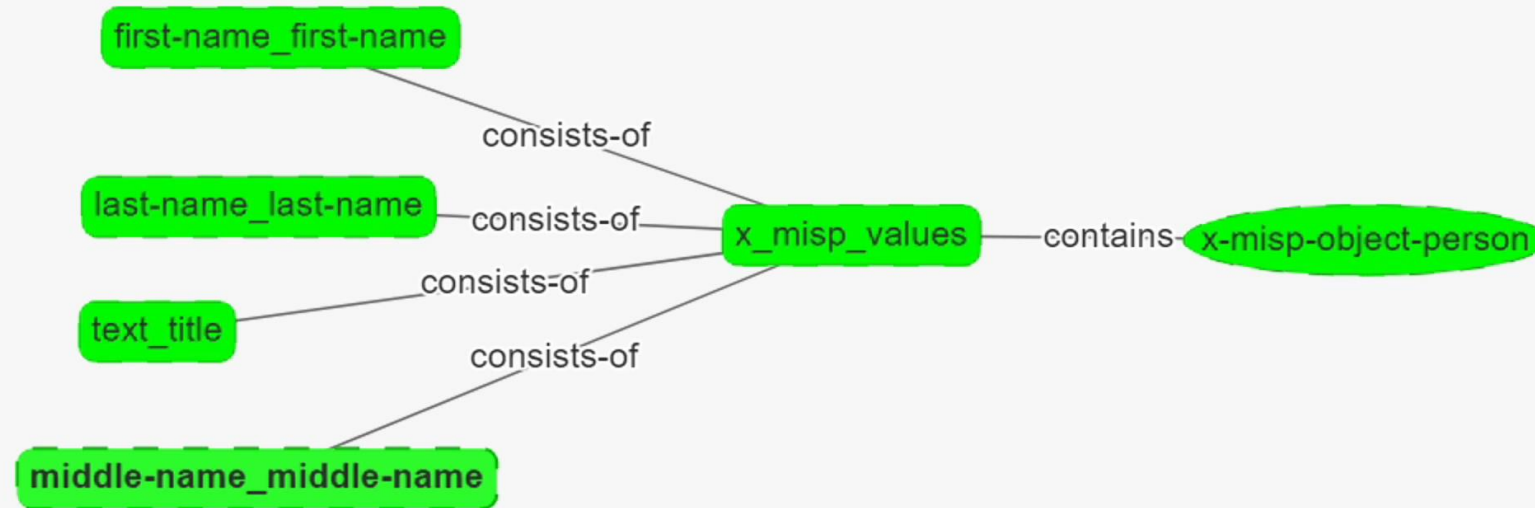 first-name_first-name
consists-of
last-name_last-name
consists-of
x_misp_values
contains
x-misp-object-person
consists-of
text_title
consists-of
middle-name_middle-name